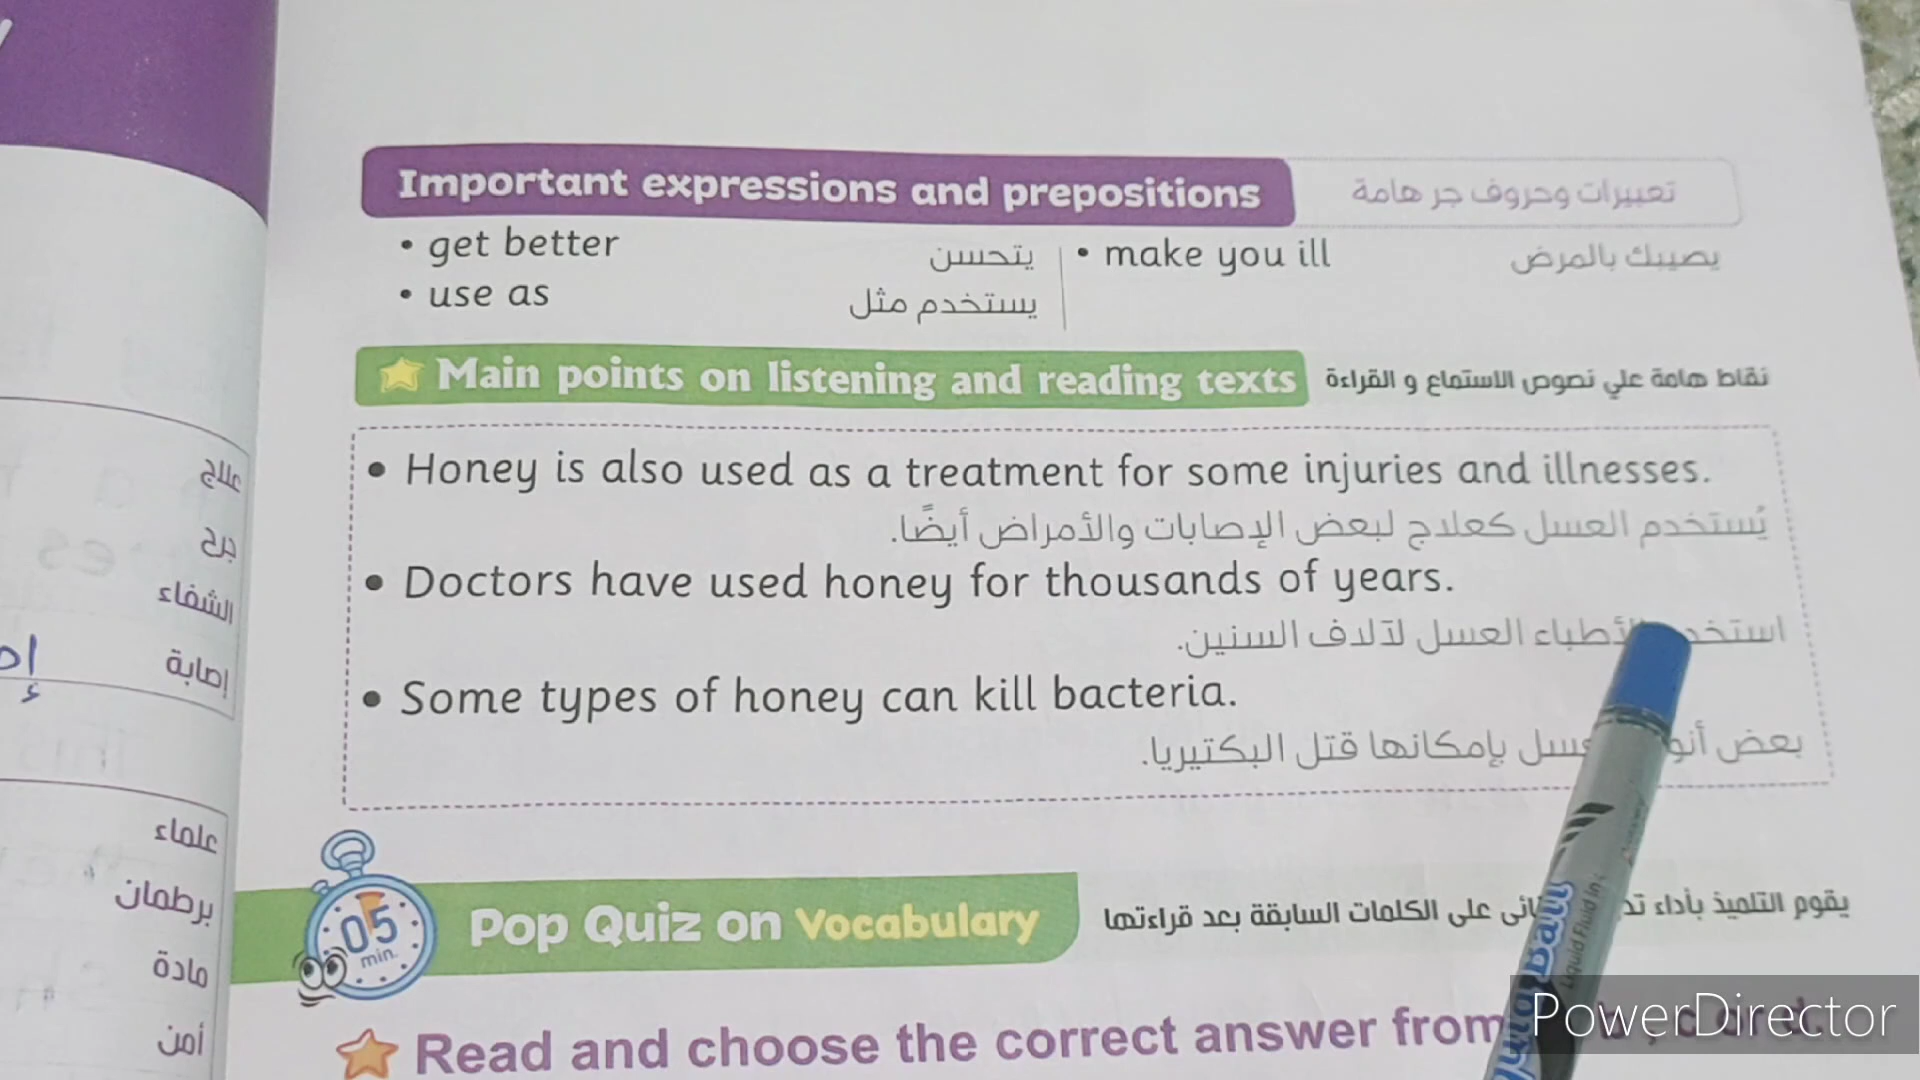 Important expressions and prepositions تعبيرات وحروف جر هامة
• get better يتحسن • make you ill يصيبك بالمرض
• use as يستخدم مثل
Main points on listening and reading texts نقاط هامة علي نصوص الاستماع و القراءة
• Honey is also used as a treatment for some injuries and illnesses.
يُستخدم العسل كعلاج لبعض الإصابات والأمراض أيضًا.
• Doctors have used honey for thousands of years.
الأطباء العسل لآلاف السنين.
• Some types of honey can kill bacteria.
بعض بإمكانها قتل البكتيريا.
05 min.
Pop Quiz on Vocabulary يقوم التلميذ بأداء على الكلمات السابقة بعد قراءتها
Read and choose the correct answer from
علاج
جرح
الشفاء
إصابة
علماء
برطمان
مادة
أمن
Liquid Fluid Ink
PowerDirector